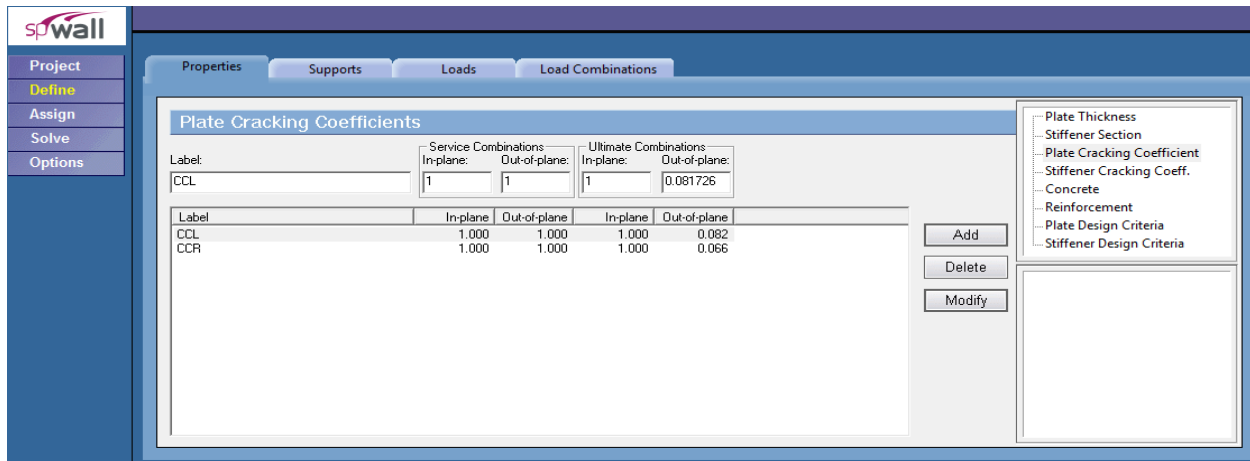 spwall
Project
Define
Assign
Solve
Options
Properties
Supports
Loads
Load Combinations
Plate Cracking Coefficients
Service Combinations
Ultimate Combinations
Label:
In-plane:
Out-of-plane:
In-plane:
Out-of-plane:
CCL
1
1
1
0.081726
Label In-plane Out-of-plane In-plane Out-of-plane
CCL 1.000 1.000 1.000 0.082
CCR 1.000 1.000 1.000 0.066
Add
Delete
Modify
Plate Thickness
Stiffener Section
Plate Cracking Coefficient
Stiffener Cracking Coeff.
Concrete
Reinforcement
Plate Design Criteria
Stiffener Design Criteria